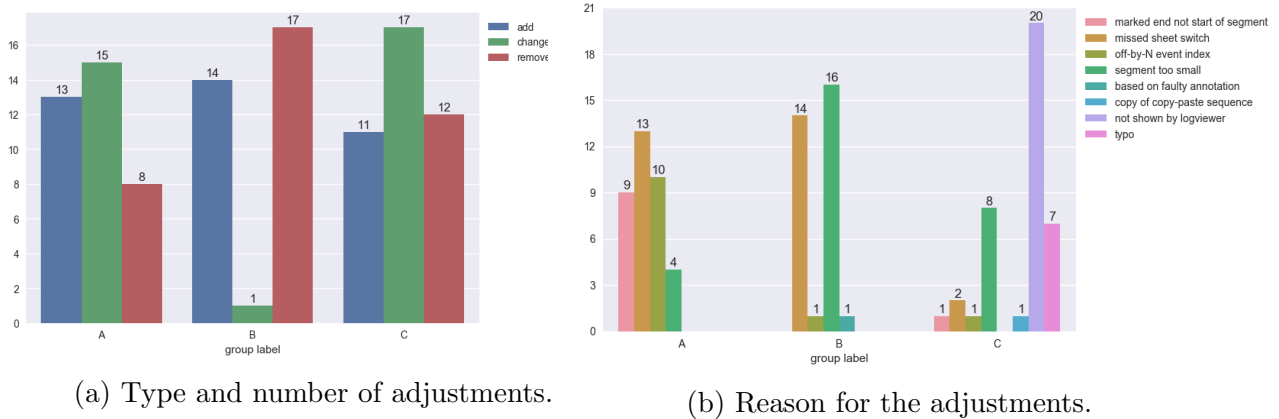 16
14
12
10
8
6
4
2
0
13
15
8
14
1
17
11
17
12
A B C
group label
add
change
remove
(a) Type and number of adjustments.
21
18
15
12
9
6
3
0
9
13
10
4
14
1
16
1
1
2
1
8
1
20
7
A B C
group label
marked end not start of segment
missed sheet switch
off-by-N event index
segment too small
based on faulty annotation
copy of copy-paste sequence
not shown by logviewer
typo
(b) Reason for the adjustments.